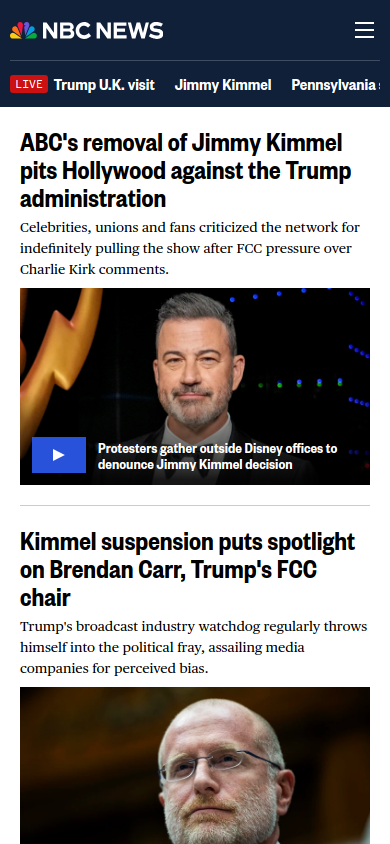 NBC NEWS
LIVE Trump U.K. visit Jimmy Kimmel Pennsylvania
ABC's removal of Jimmy Kimmel
pits Hollywood against the Trump
administration
Celebrities, unions and fans criticized the network for
indefinitely pulling the show after FCC pressure over
Charlie Kirk comments.
Protesters gather outside Disney offices to
denounce Jimmy Kimmel decision
Kimmel suspension puts spotlight
on Brendan Carr, Trump's FCC
chair
Trump's broadcast industry watchdog regularly throws
himself into the political fray, assailing media
companies for perceived bias.